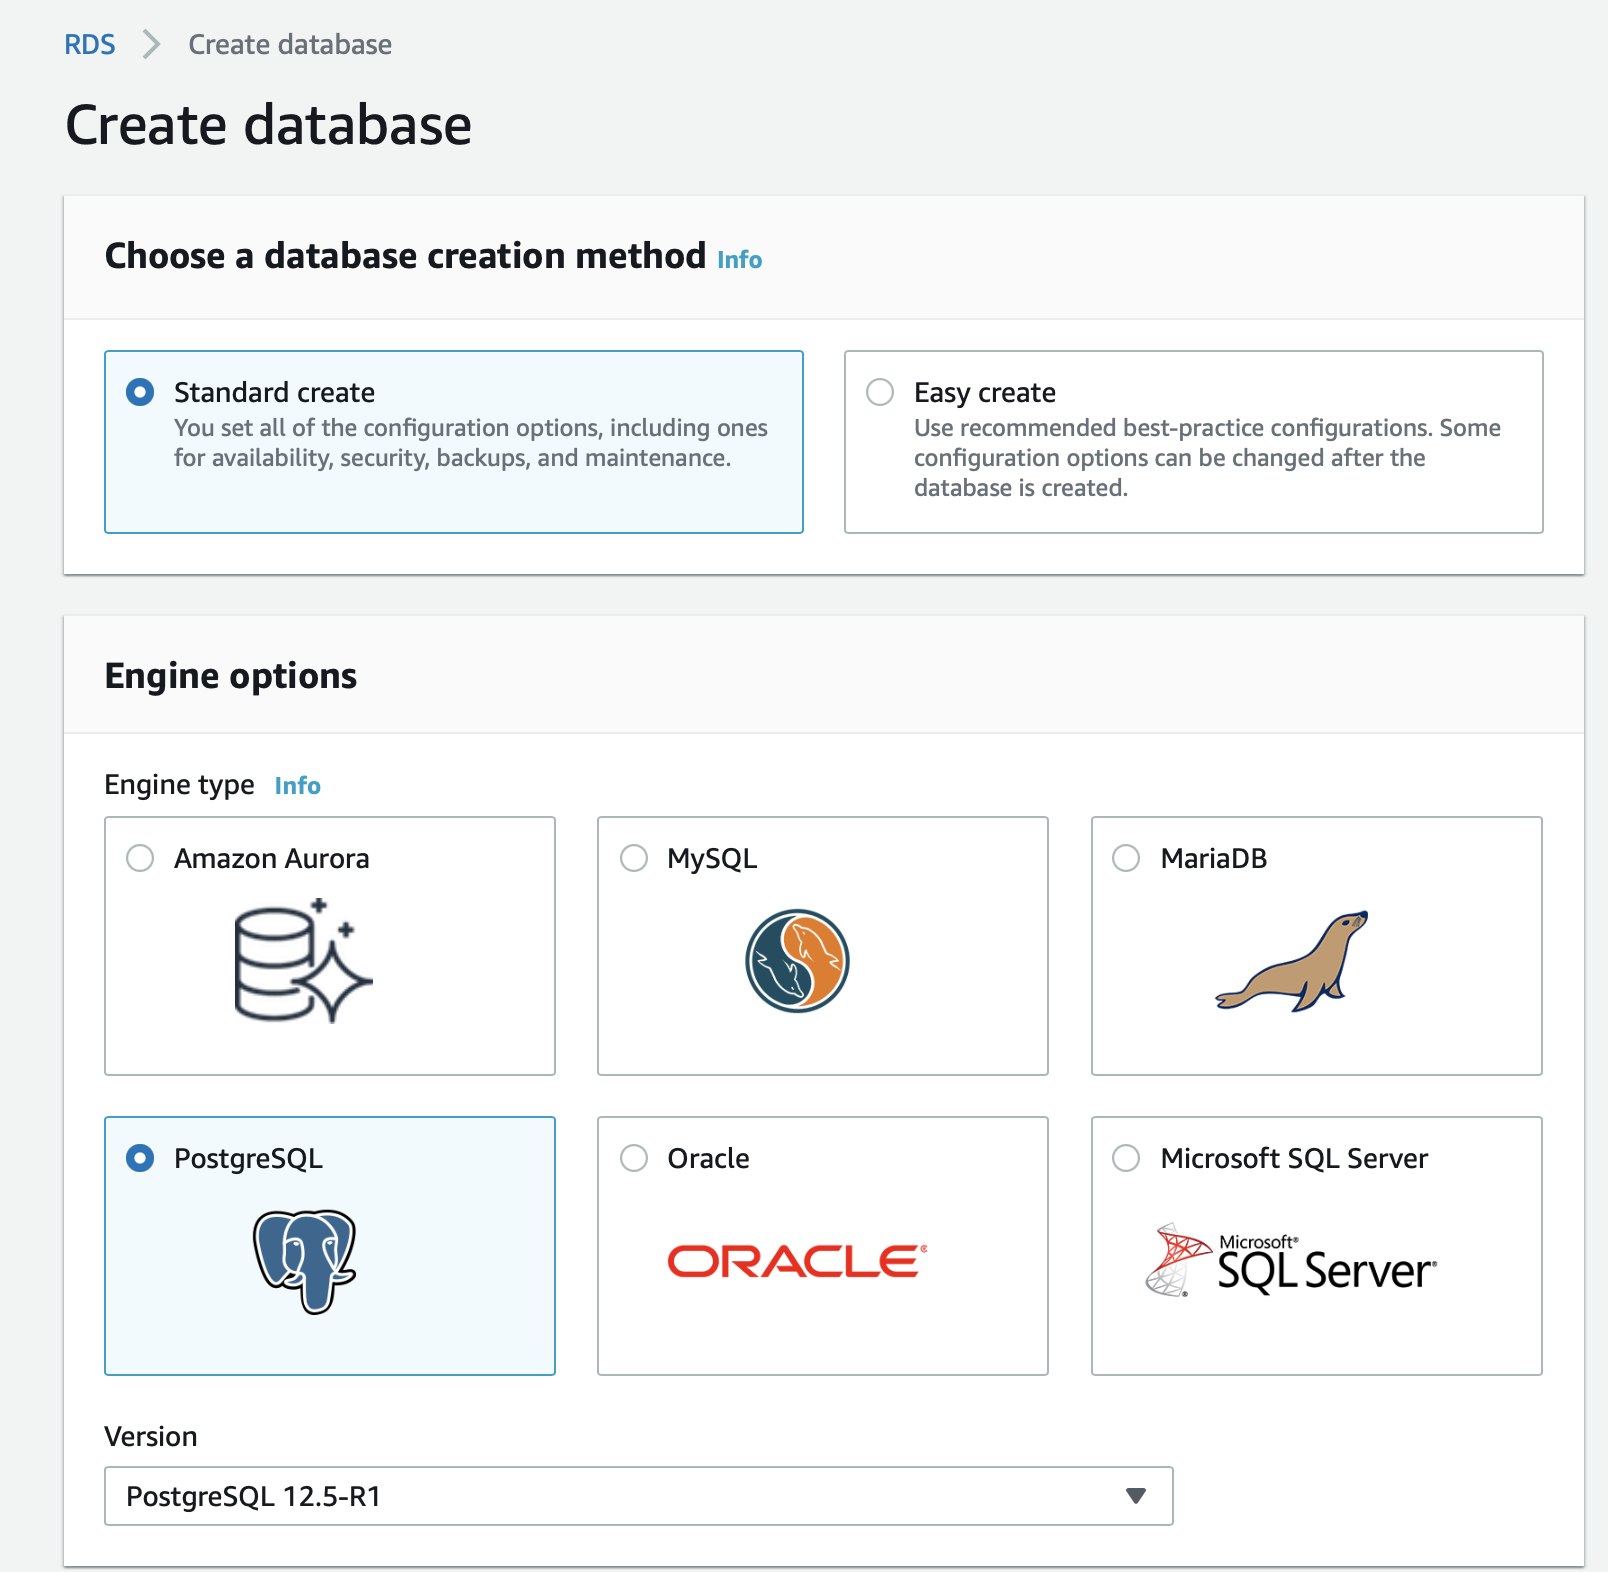 RDS
Create database
Create database
Choose a database creation method Info
Standard create
You set all of the configuration options, including ones
for availability, security, backups, and maintenance.
Easy create
Use recommended best-practice configurations. Some
configuration options can be changed after the
database is created.
Engine options
Engine type Info
Amazon Aurora
MySQL
MariaDB
PostgreSQL
Oracle
ORACLE®
Microsoft SQL Server
Microsoft®
SQL Server®
Version
PostgreSQL 12.5-R1